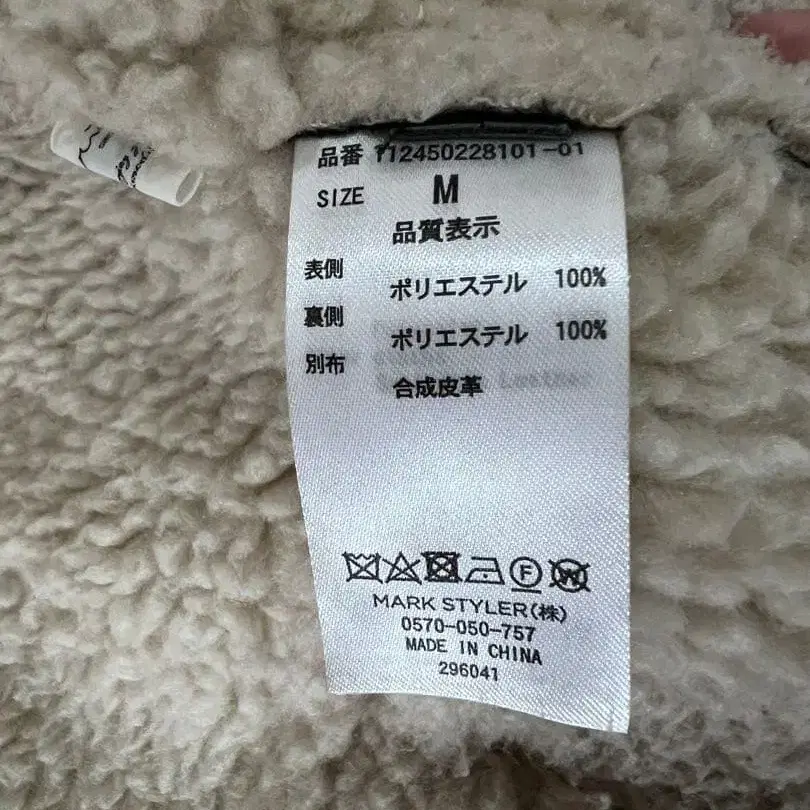 品番 112450228101-01
SIZE M
品質表示
表側 ポリエステル 100%
裏側 ポリエステル 100%
別布 合成皮革
F W
MARK STYLER(株)
0570-050-757
MADE IN CHINA
296041